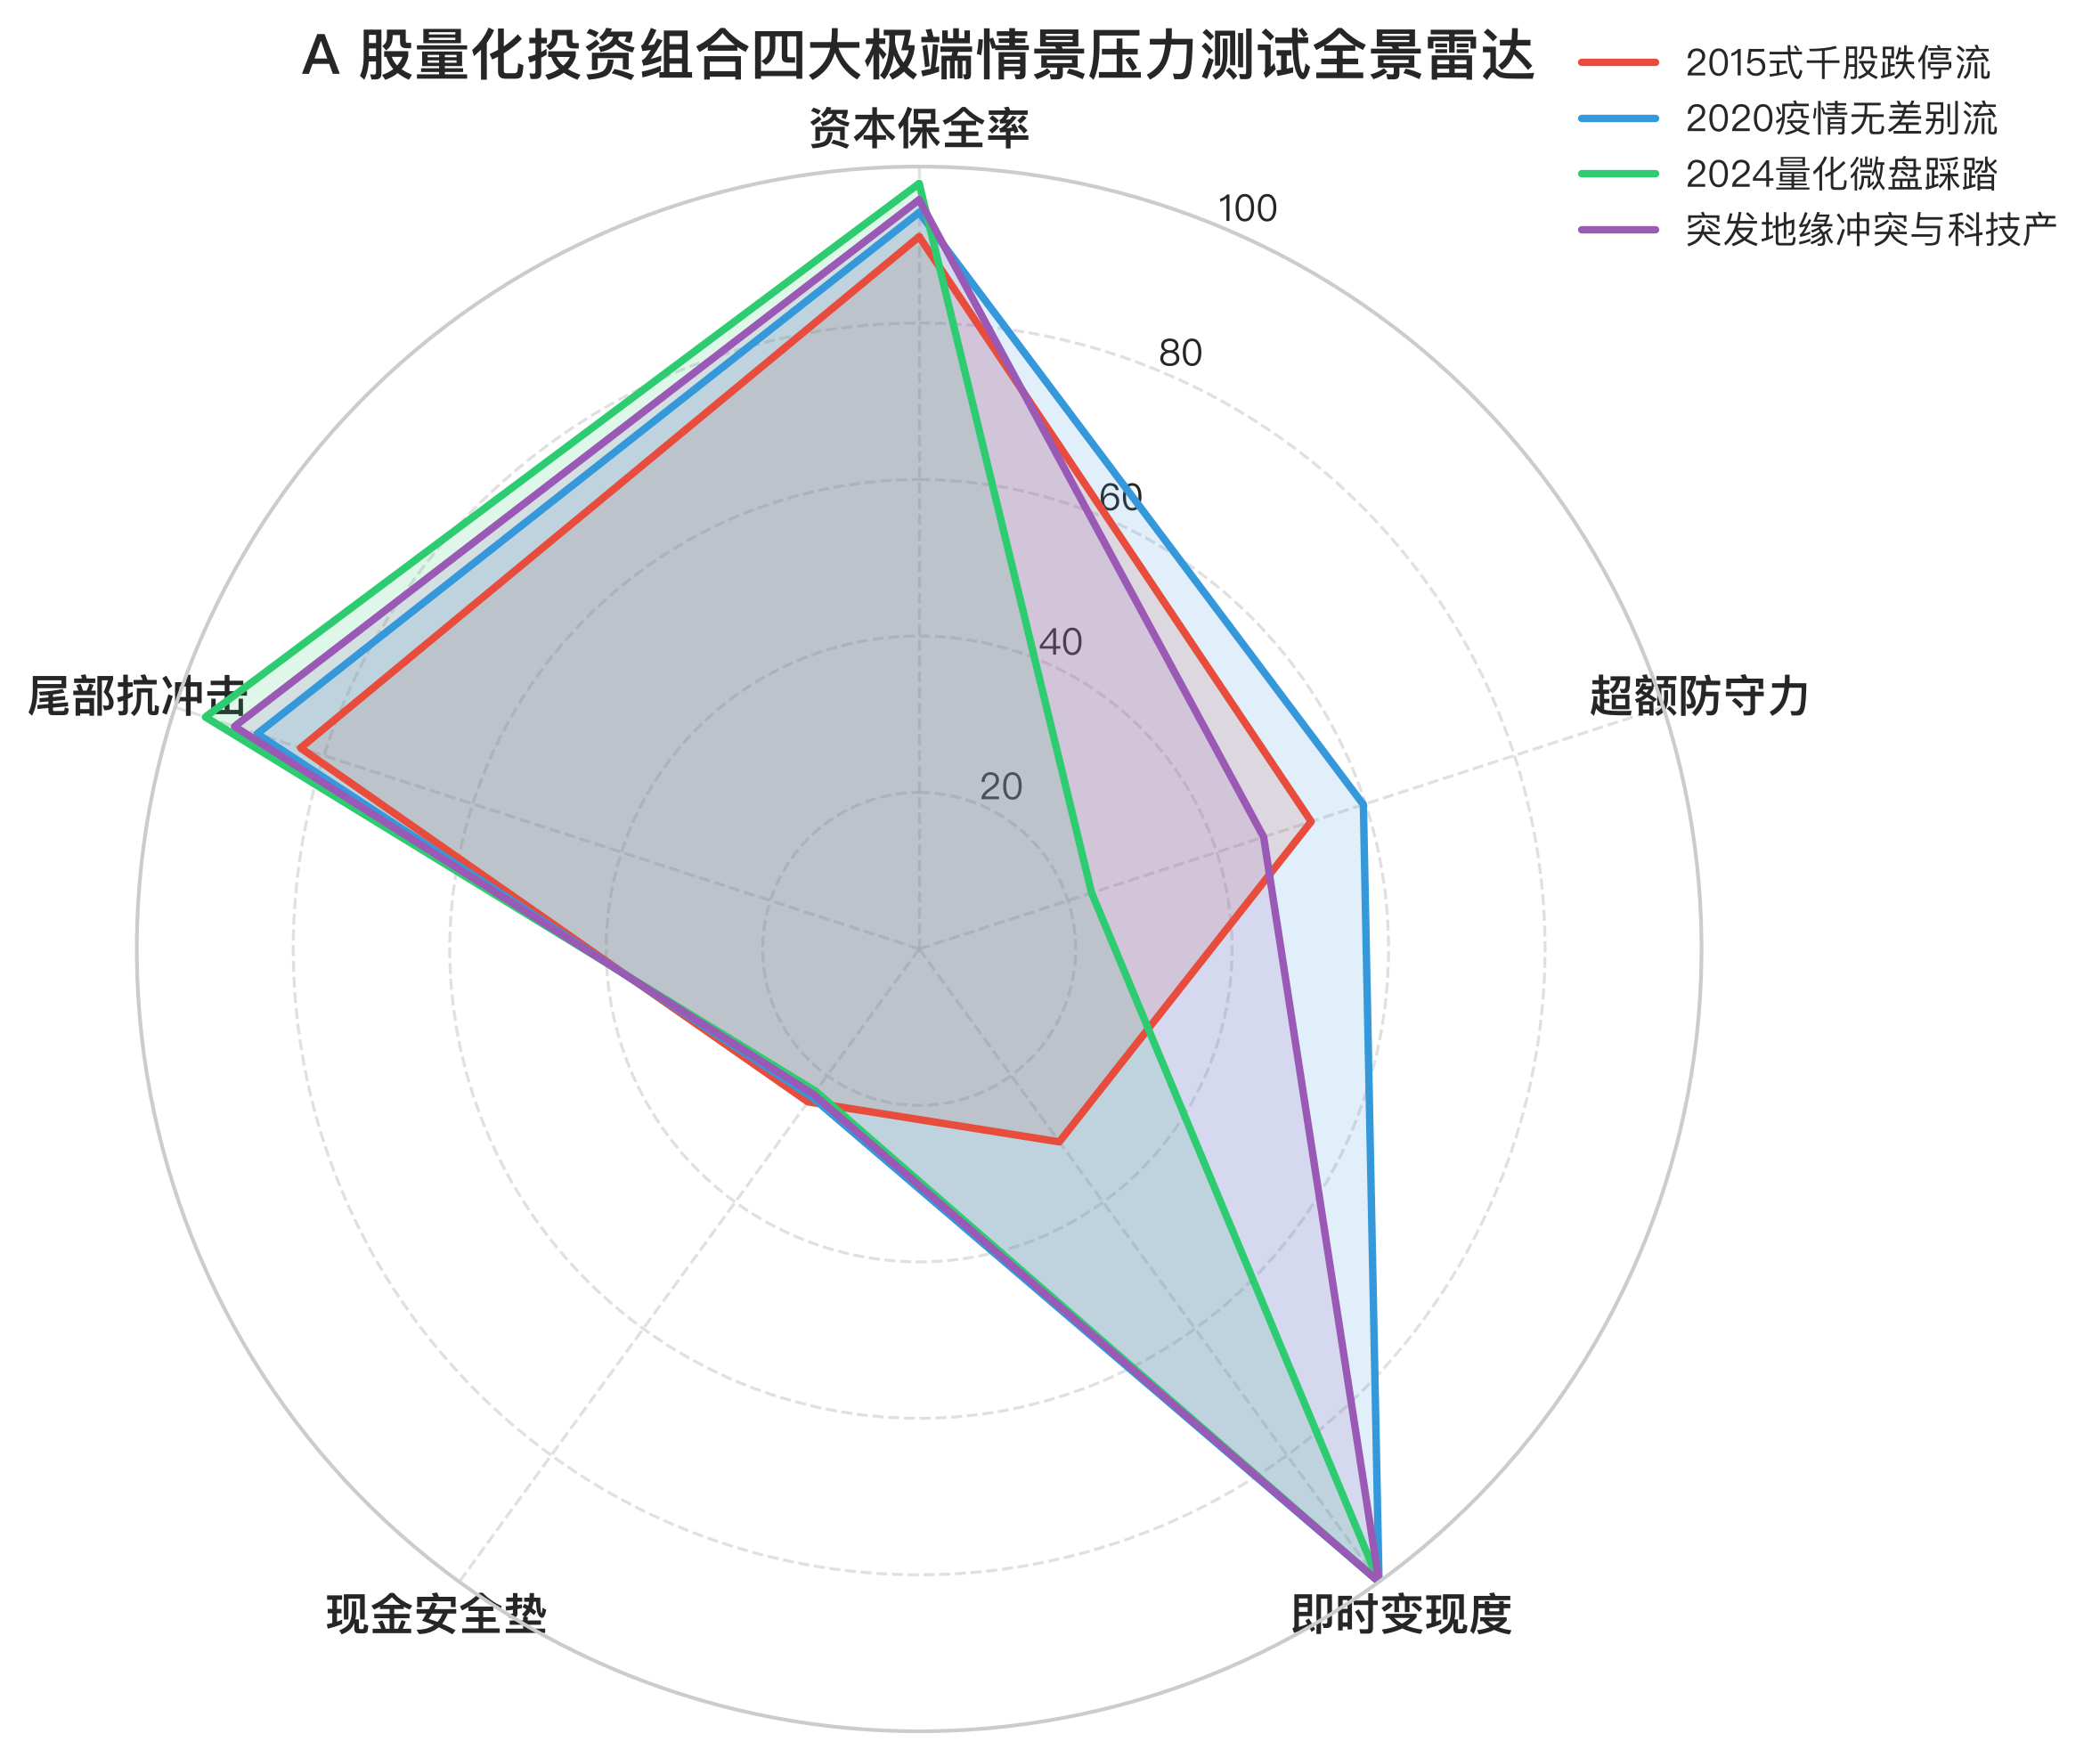 A 股量化投资组合四大极端情景压力测试全景雷达
2015式千股跌停流
2020疫情无差别流
2024量化微盘踩踏
突发地缘冲突与科技产
资本保全率
100
80
60
40
20
尾部抗冲击
超额防守力
现金安全垫
即时变现度